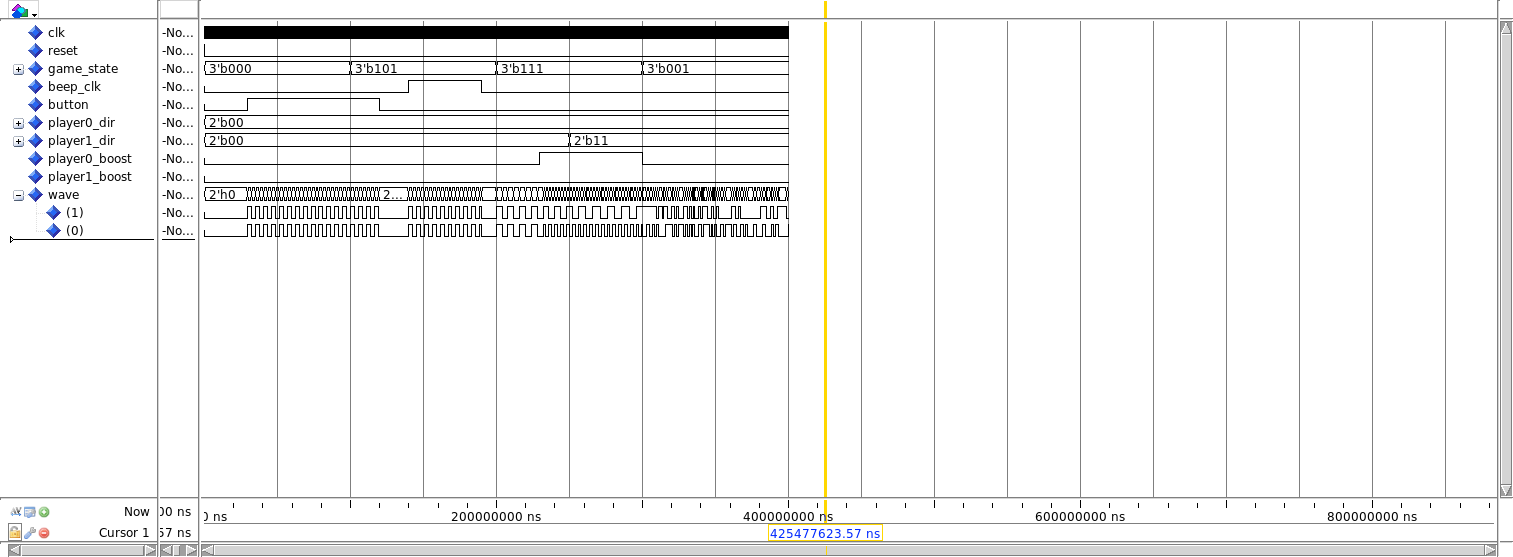 clk -No... 
reset -No...
game_state -No... 3'b000 3'b101 3'b111 3'b001
beep_clk -No...
button -No...
player0_dir -No... 2'b00
player1_dir -No... 2'b00 2'b11
player0_boost -No...
player1_boost -No...
wave -No... 2'h0 2...
(1) -No...
(0) -No...
Now 00 ns 0 ns 200000000 ns 400000000 ns 600000000 ns 800000000 ns
Cursor 1 57 ns 425477623.57 ns